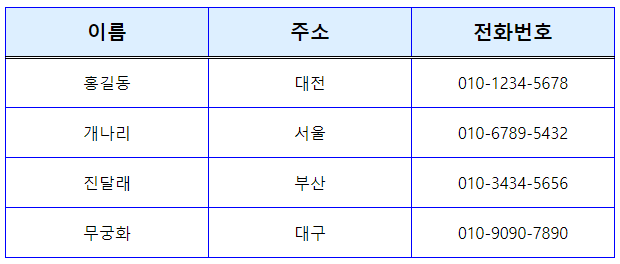 이름 주소 전화번호
홍길동 대전 010-1234-5678
개나리 서울 010-6789-5432
진달래 부산 010-3434-5656
무궁화 대구 010-9090-7890